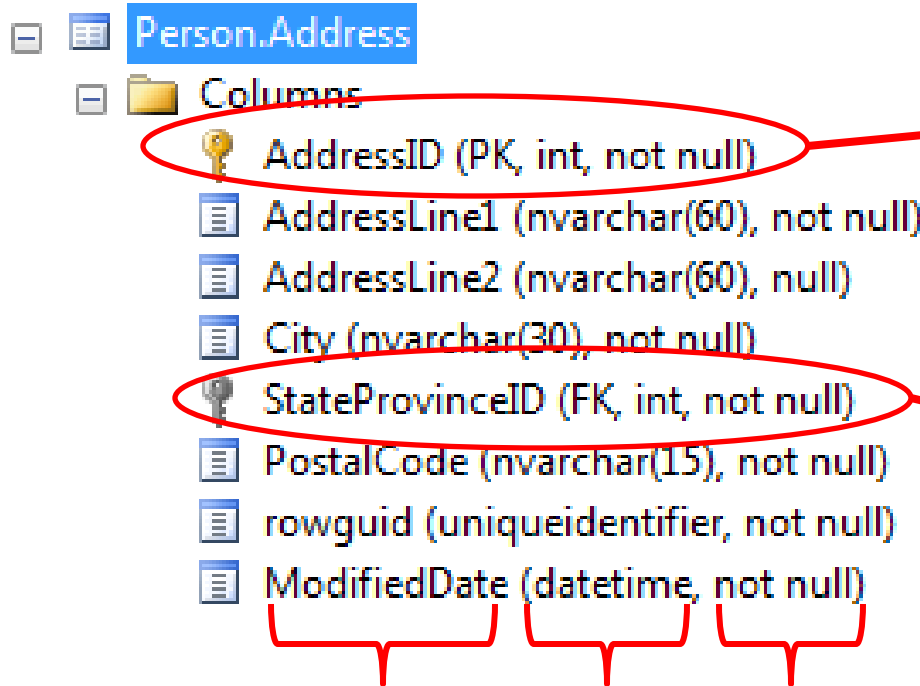 Person.Address
Columns
AddressID (PK, int, not null)
AddressLine1 (nvarchar(60), not null)
AddressLine2 (nvarchar(60), null)
City (nvarchar(30), not null)
StateProvinceID (FK, int, not null)
PostalCode (nvarchar(15), not null)
rowguid (uniqueidentifier, not null)
ModifiedDate (datetime, not null)